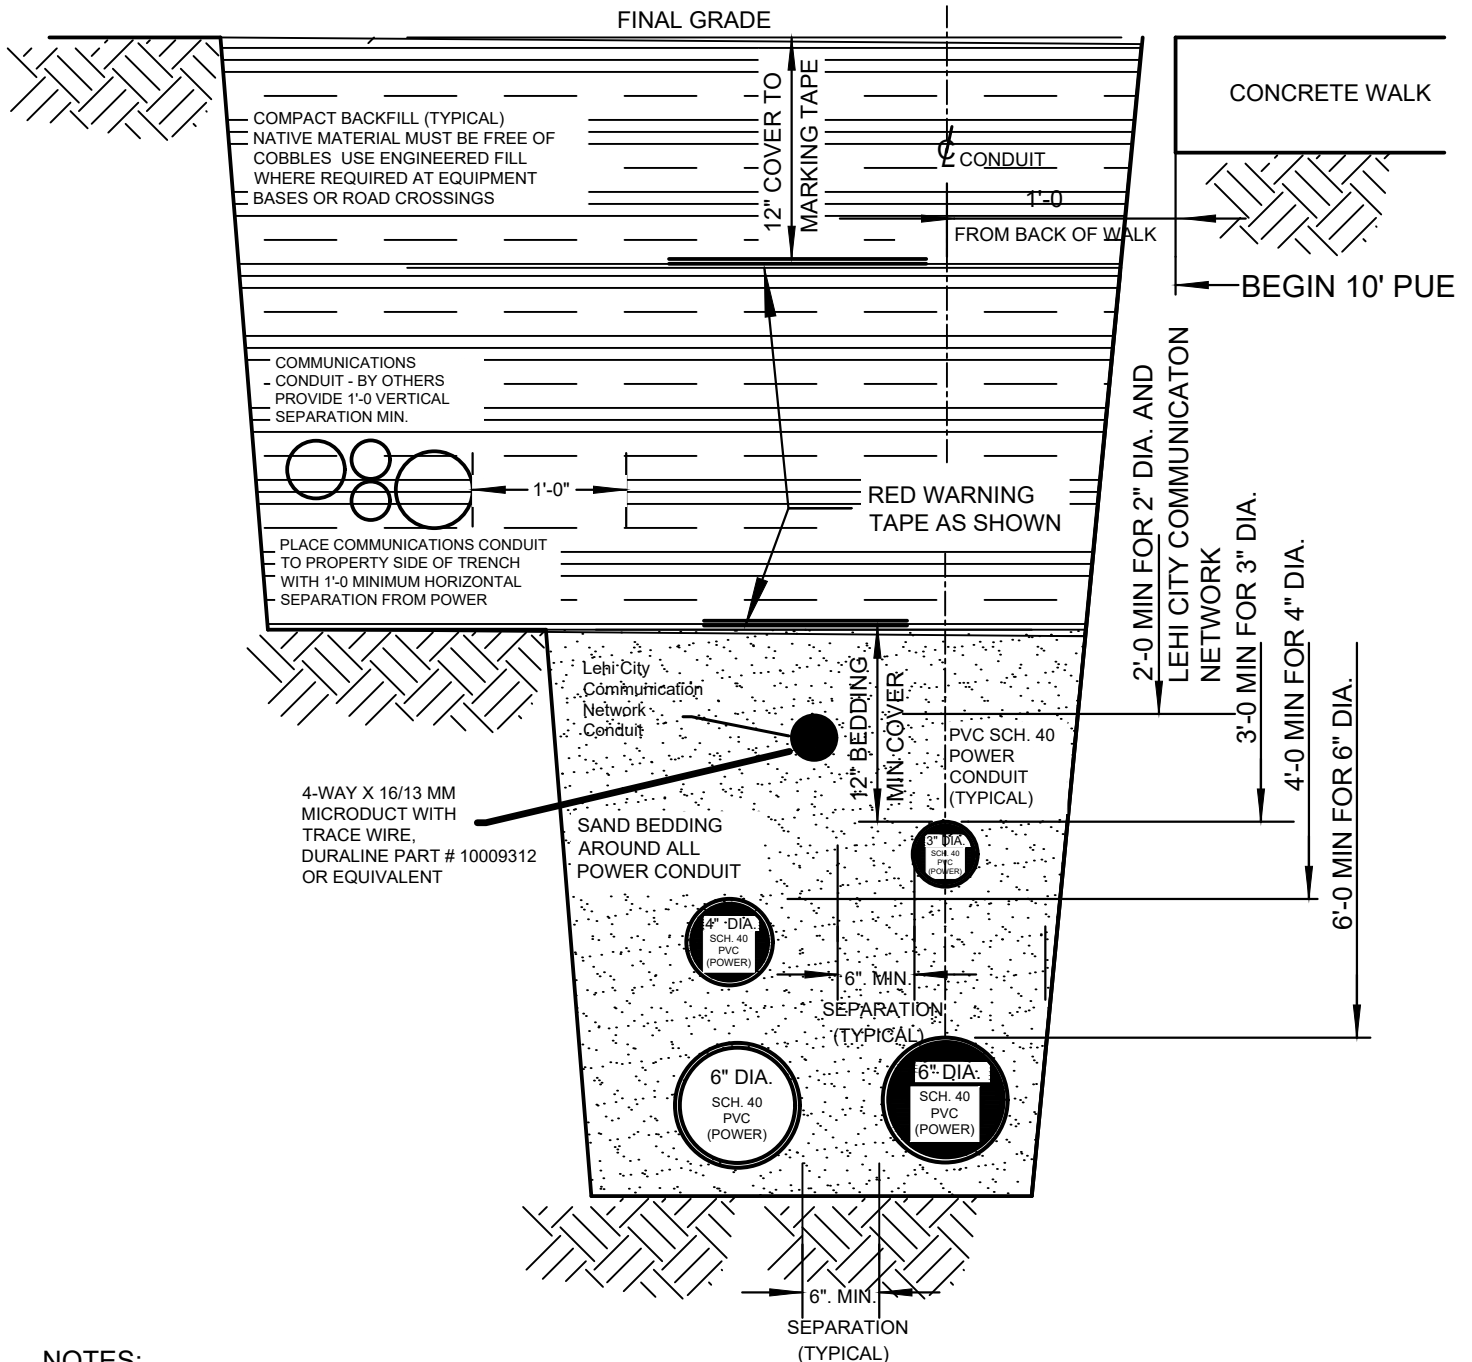 FINAL GRADE
COMPACT BACKFILL (TYPICAL)
NATIVE MATERIAL MUST BE FREE OF
COBBLES USE ENGINEERED FILL
WHERE REQUIRED AT EQUIPMENT
BASES OR ROAD CROSSINGS
12" COVER TO
MARKING TAPE
CONCRETE WALK
℄ CONDUIT
1'-0
FROM BACK OF WALK
BEGIN 10' PUE
COMMUNICATIONS
CONDUIT - BY OTHERS
PROVIDE 1'-0 VERTICAL
SEPARATION MIN.
1'-0"
RED WARNING
TAPE AS SHOWN
PLACE COMMUNICATIONS CONDUIT
TO PROPERTY SIDE OF TRENCH
WITH 1'-0 MINIMUM HORIZONTAL
SEPARATION FROM POWER
2'-0 MIN FOR 2" DIA. AND
LEHI CITY COMMUNICATON
NETWORK
3'-0 MIN FOR 3" DIA.
4'-0 MIN FOR 4" DIA.
6'-0 MIN FOR 6" DIA.
Lehi City
Communication
Network
Conduit
12" BEDDING
MIN COVER
PVC SCH. 40
POWER
CONDUIT
(TYPICAL)
4-WAY X 16/13 MM
MICRODUCT WITH
TRACE WIRE,
DURALINE PART # 10009312
OR EQUIVALENT
SAND BEDDING
AROUND ALL
POWER CONDUIT
3" DIA.
SCH. 40
PVC
(POWER)
4" DIA.
SCH. 40
PVC
(POWER)
6". MIN.
SEPARATION
(TYPICAL)
6" DIA.
SCH. 40
PVC
(POWER)
6" DIA.
SCH. 40
PVC
(POWER)
6". MIN.
SEPARATION
(TYPICAL)
NOTES: